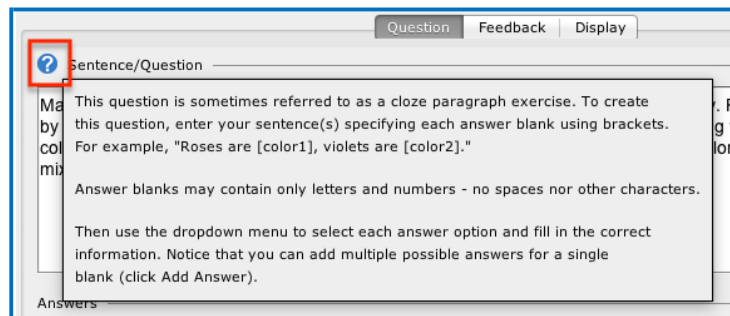 Question Feedback Display
? Sentence/Question
This question is sometimes referred to as a cloze paragraph exercise. To create
this question, enter your sentence(s) specifying each answer blank using brackets.
For example, "Roses are [color1], violets are [color2]."
Answer blanks may contain only letters and numbers - no spaces nor other characters.
Then use the dropdown menu to select each answer option and fill in the correct
information. Notice that you can add multiple possible answers for a single
blank (click Add Answer).
Answers